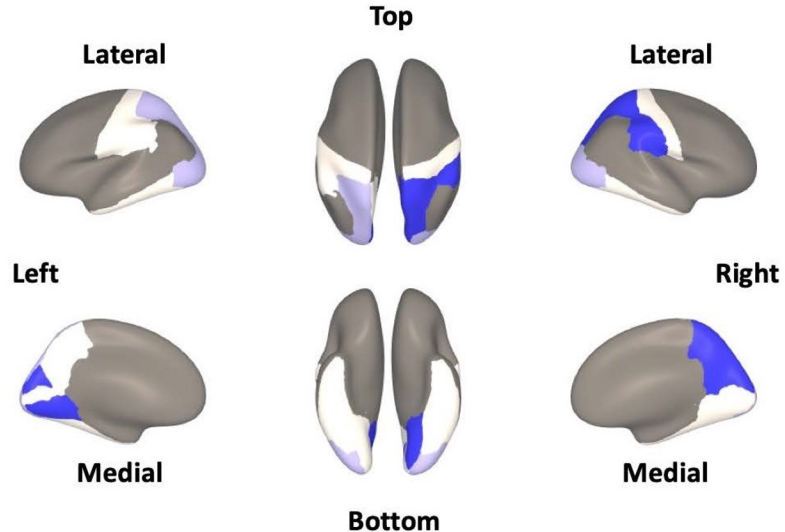 Top
Lateral
Lateral
Left
Right
Medial
Medial
Bottom